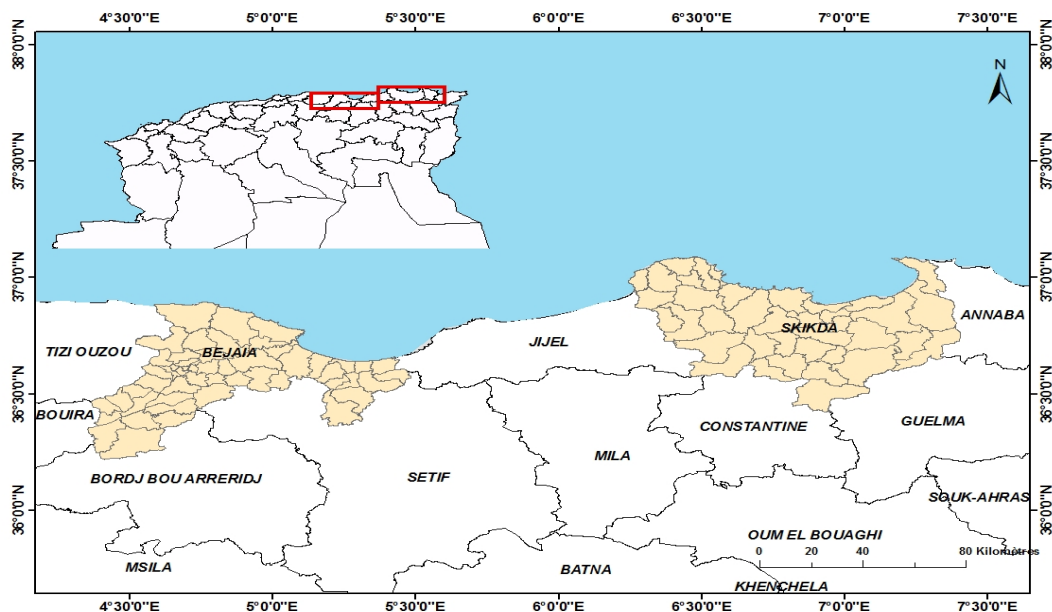 4°30'0"E 5°0'0"E 5°30'0"E 6°0'0"E 6°30'0"E 7°0'0"E 7°30'0"E
38°0'0"N 38°0'0"N
N
37°30'0"N 37°30'0"N
37°0'0"N 37°0'0"N
ANNABA
SKIKDA
JIJEL
TIZI OUZOU
BEJAIA
36°30'0"N 36°30'0"N
BOUIRA
GUELMA
CONSTANTINE
MILA
SETIF
BORDJ BOU ARRERIDJ
SOUK-AHRAS
36°0'0"N 36°0'0"N
OUM EL BOUAGHI
0 20 40 80 Kilomètres
MSILA
BATNA
KHENCHELA
4°30'0"E 5°0'0"E 5°30'0"E 6°0'0"E 6°30'0"E 7°0'0"E 7°30'0"E